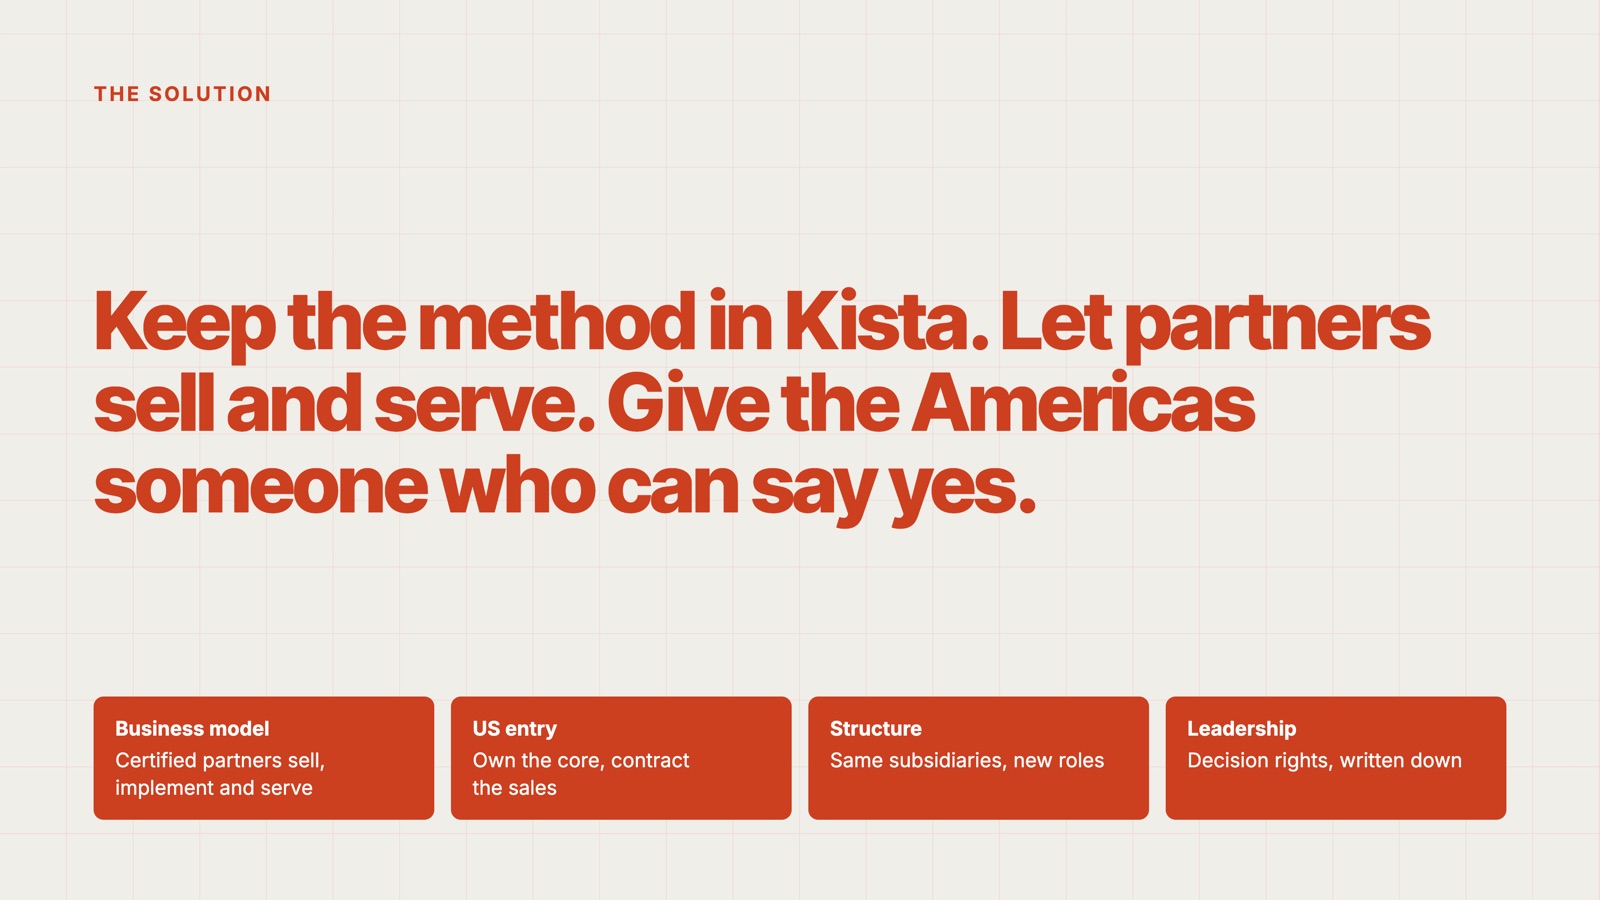 THE SOLUTION
Keep the method in Kista. Let partners
sell and serve. Give the Americas
someone who can say yes.
Business model
Certified partners sell,
implement and serve
US entry
Own the core, contract
the sales
Structure
Same subsidiaries, new roles
Leadership
Decision rights, written down